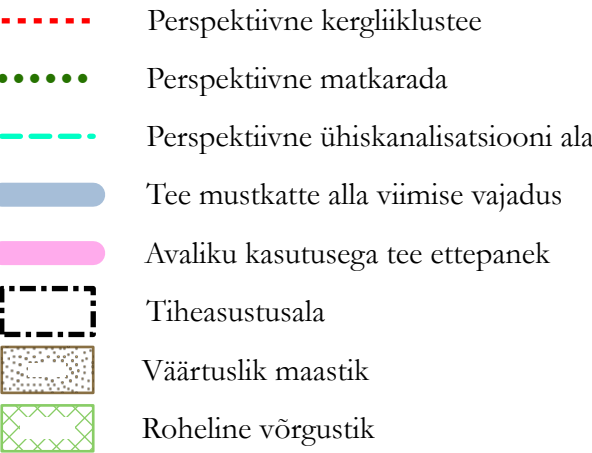 Perspektiivne kergliiklustee
Perspektiivne matkarada
Perspektiivne ühiskanalisatsiooni ala
Tee mustkatte alla viimise vajadus
Avaliku kasutusega tee ettepanek
Tiheasustusala
Väärtuslik maastik
Roheline võrgustik